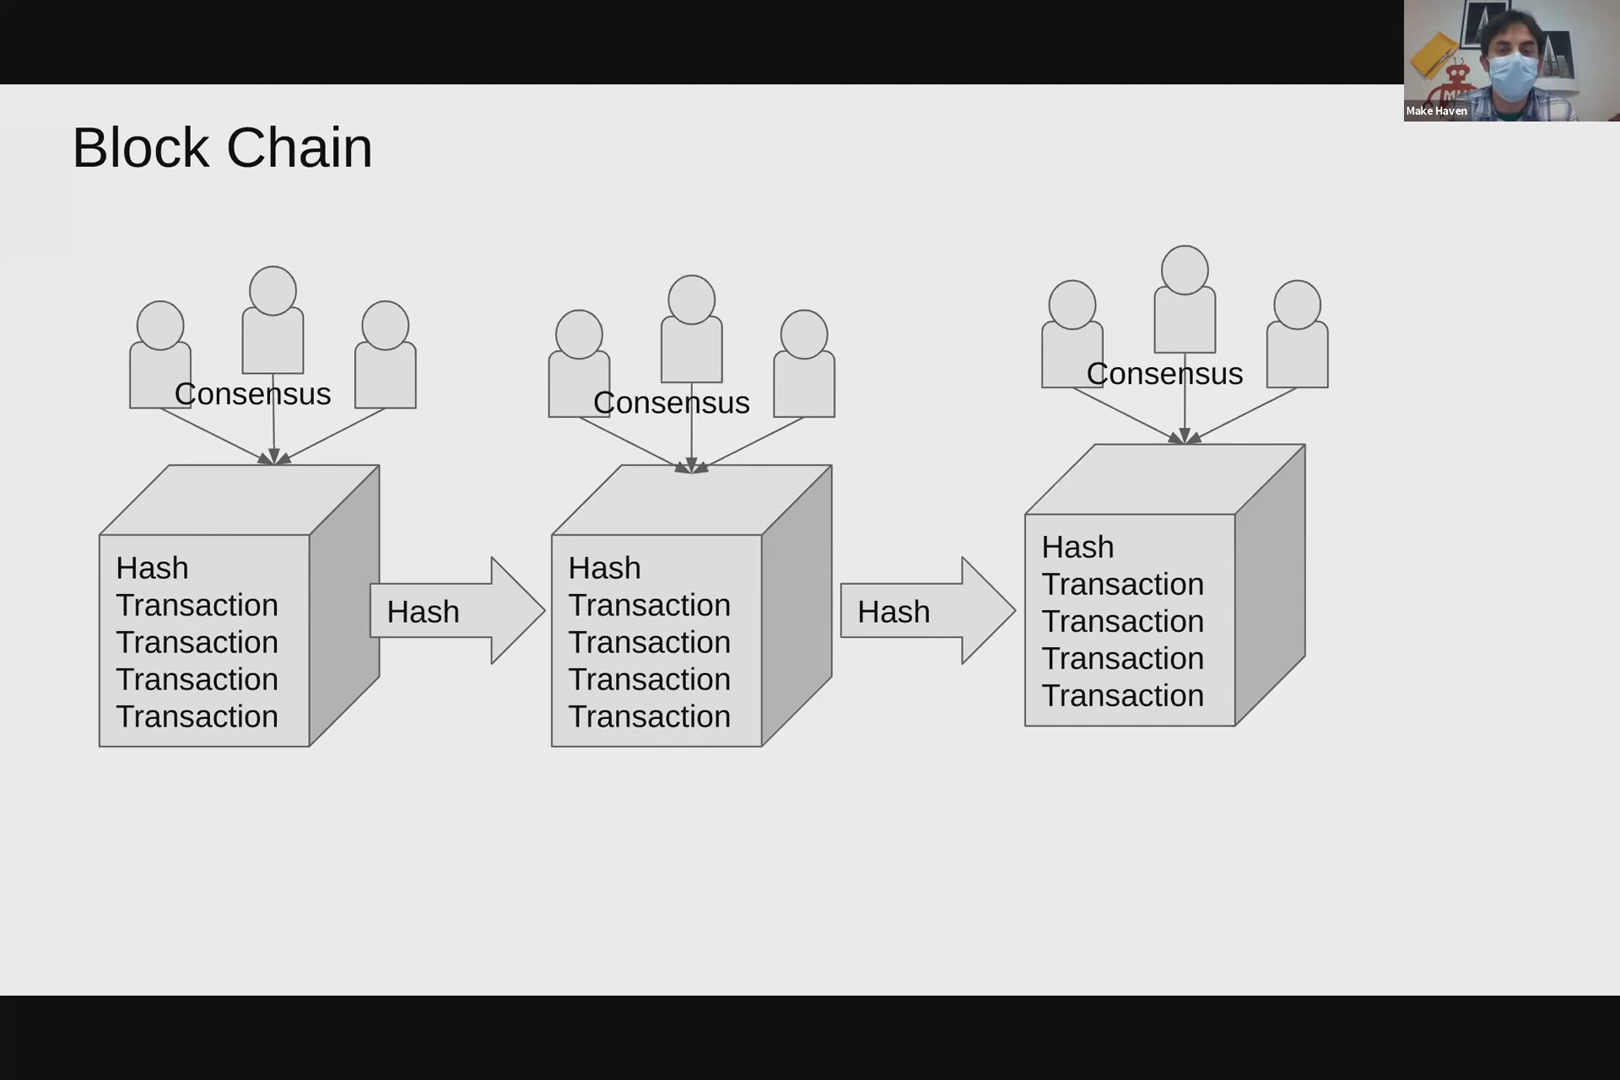 Make Haven
Block Chain
Consensus
Consensus
Consensus
Hash
Transaction
Transaction
Transaction
Transaction
Hash
Hash
Transaction
Transaction
Transaction
Transaction
Hash
Hash
Transaction
Transaction
Transaction
Transaction